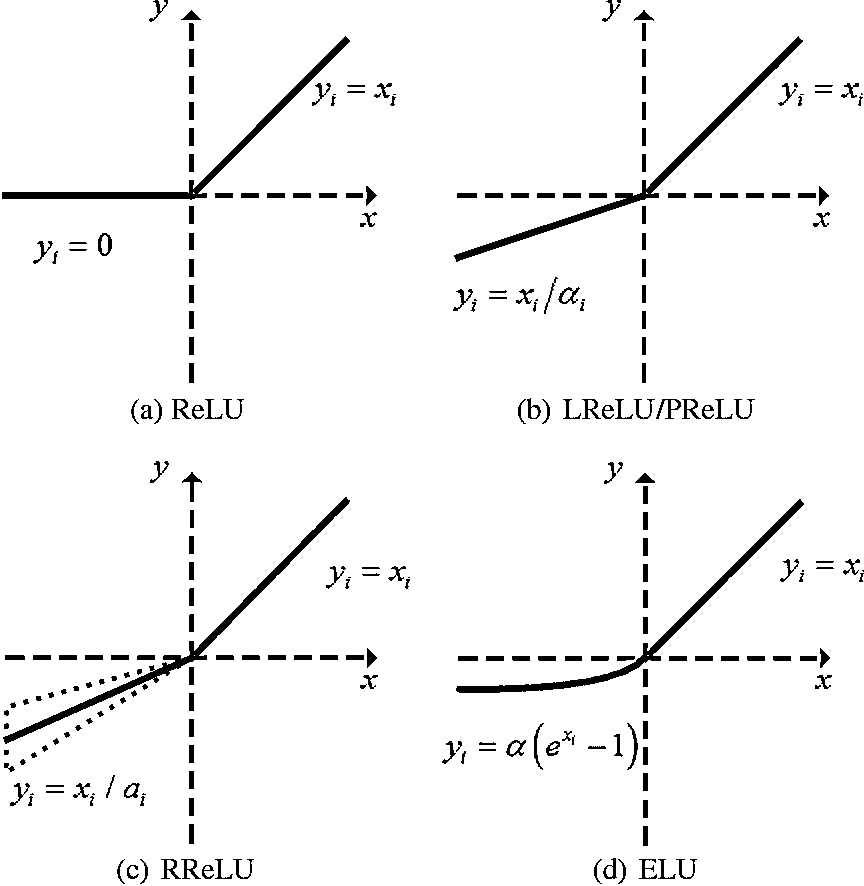 y
y_i = x_i
x
y_i = 0
(a) ReLU
y
y_i = x_i
x
y_i = x_i/α_i
(b) LReLU/PReLU
y
y_i = x_i
x
y_i = x_i / a_i
(c) RReLU
y
y_i = x_i
x
y_i = α(e^{x_i} − 1)
(d) ELU